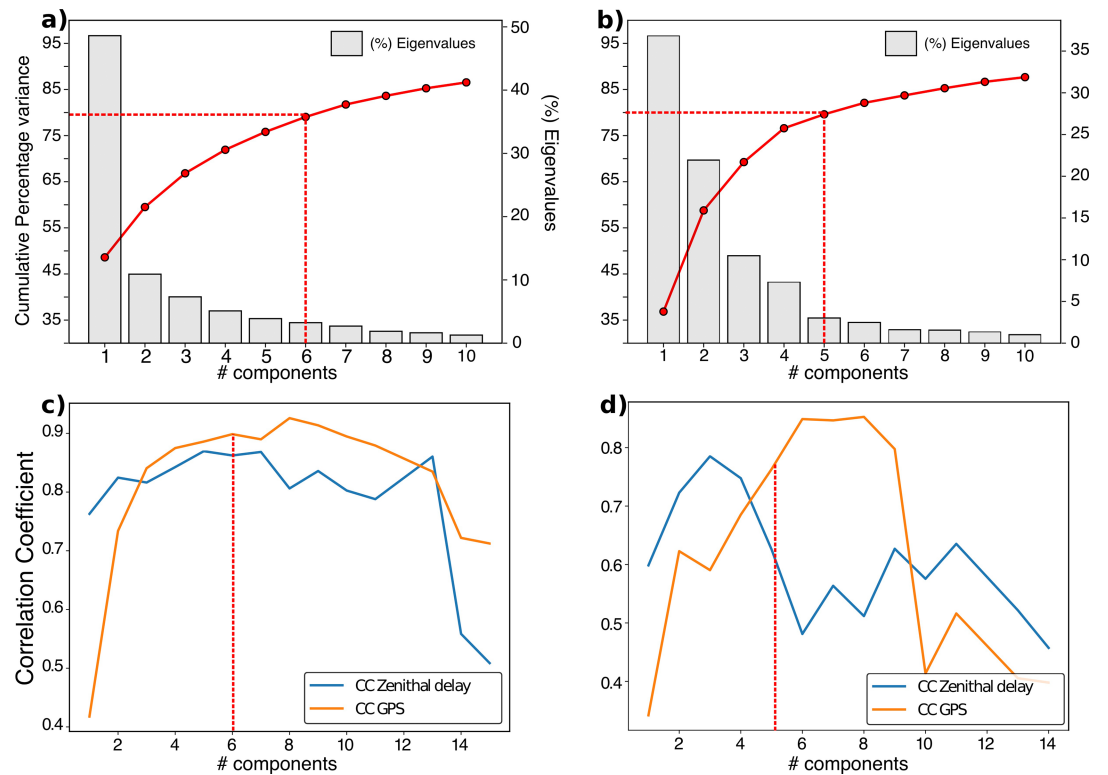 a)
(%) Eigenvalues
Cumulative Percentage variance
95
85
75
65
55
45
35
50
40
30
20
10
0
(%) Eigenvalues
1 2 3 4 5 6 7 8 9 10
# components
b)
(%) Eigenvalues
95
85
75
65
55
45
35
35
30
25
20
15
10
5
0
1 2 3 4 5 6 7 8 9 10
# components
c)
Correlation Coefficient
0.9
0.8
0.7
0.6
0.5
0.4
CC Zenithal delay
CC GPS
2 4 6 8 10 12 14
# components
d)
0.8
0.7
0.6
0.5
0.4
CC Zenithal delay
CC GPS
2 4 6 8 10 12 14
# components